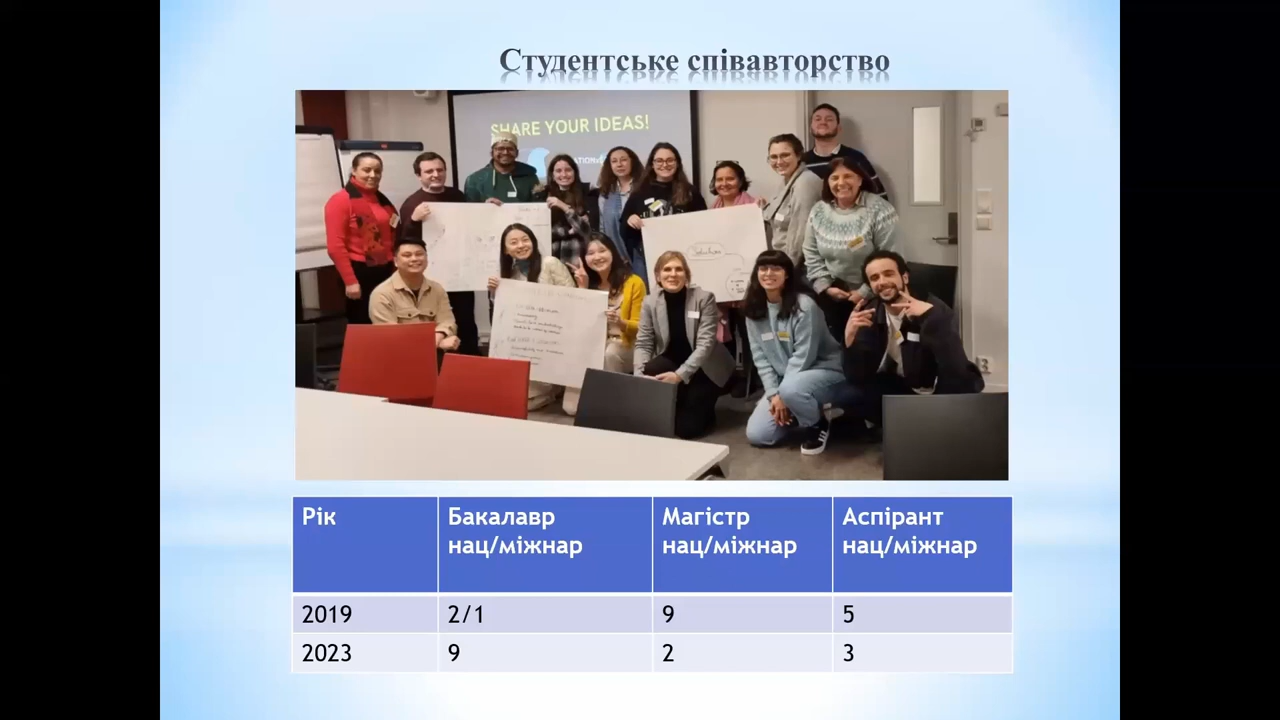 Студентське співавторство
SHARE YOUR IDEAS!
Solution
Рік
Бакалавр
нац/міжнар
Магістр
нац/міжнар
Аспірант
нац/міжнар
2019
2/1
9
5
2023
9
2
3